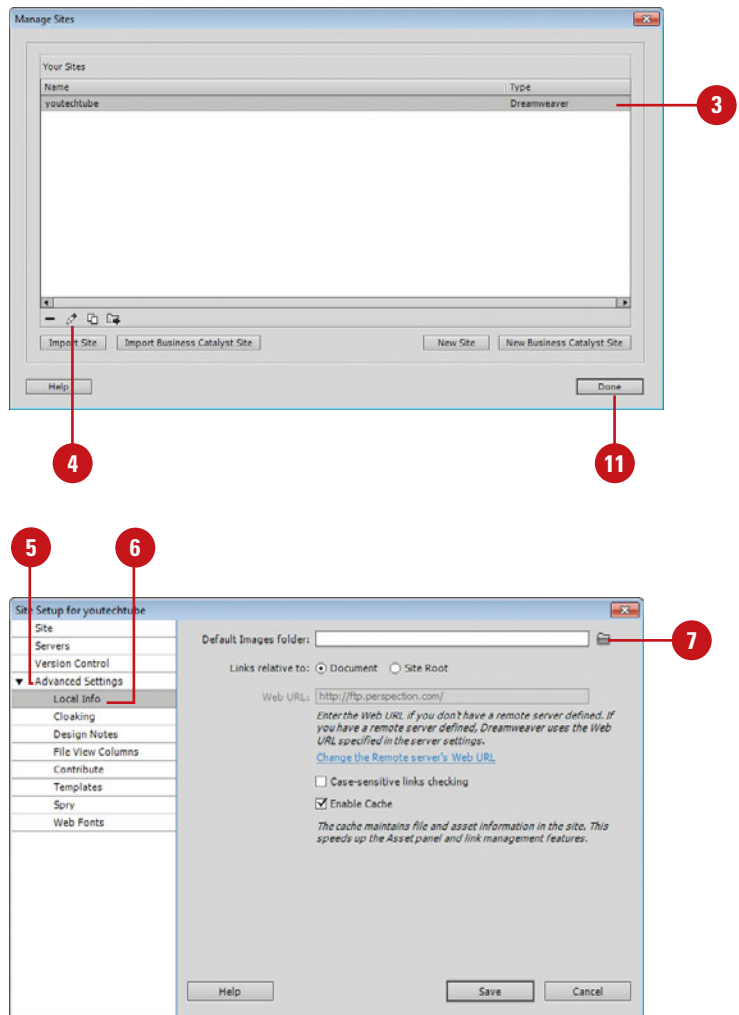 Manage Sites
Your Sites
Name Type
youtechtube Dreamweaver
3
Import Site Import Business Catalyst Site New Site New Business Catalyst Site
Help Done
4 11
5 6
Site Setup for youtechtube
Site
Servers
Version Control
Advanced Settings
Local Info
Cloaking
Design Notes
File View Columns
Contribute
Templates
Spry
Web Fonts
Default Images folder:
7
Links relative to: Document Site Root
Web URL: http://ftp.perspection.com/
Enter the Web URL if you don't have a remote server defined. If
you have a remote server defined, Dreamweaver uses the Web
URL specified in the server settings.
Change the Remote server's Web URL
Case-sensitive links checking
Enable Cache
The cache maintains file and asset information in the site. This
speeds up the Asset panel and link management features.
Help Save Cancel